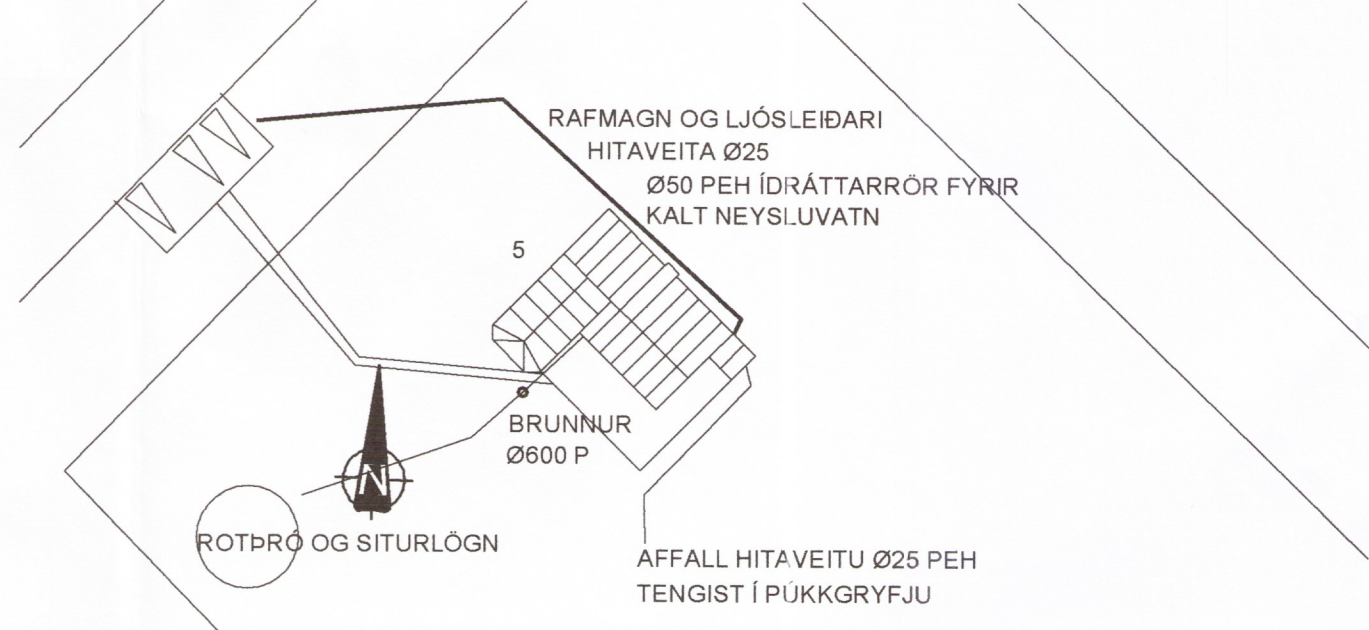 RAFMAGN OG LJÓSLEIÐARI
HITAVEITA Ø25
Ø50 PEH ÍDRÁTTARRÖR FYRIR
KALT NEYSLUVATN
5
BRUNNUR
Ø600 P
N
ROTÞRÓ OG SITURLÖGN
AFFALL HITAVEITU Ø25 PEH
TENGIST Í PÚKKGRYFJU